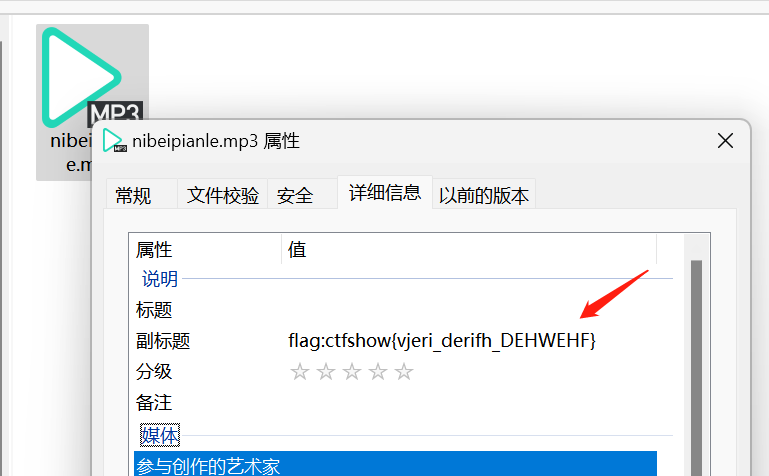 MP3
nibei
e.m
nibeipianle.mp3 属性
常规 文件校验 安全 详细信息 以前的版本
属性 值
说明
标题
副标题 flag:ctfshow{vjeri_derifh_DEHWEHF}
分级
备注
媒体
参与创作的艺术家